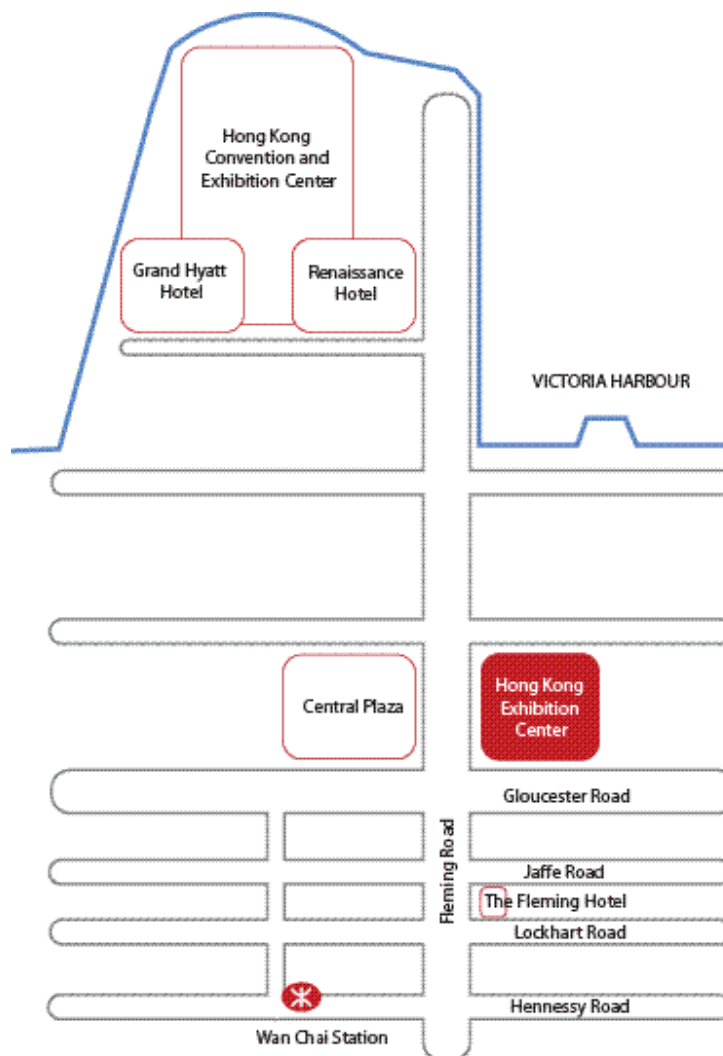 Hong Kong
Convention and
Exhibition Center
Grand Hyatt
Hotel
Renaissance
Hotel
VICTORIA HARBOUR
Central Plaza
Hong Kong
Exhibition
Center
Gloucester Road
Fleming Road
Jaffe Road
The Fleming Hotel
Lockhart Road
Hennessy Road
Wan Chai Station